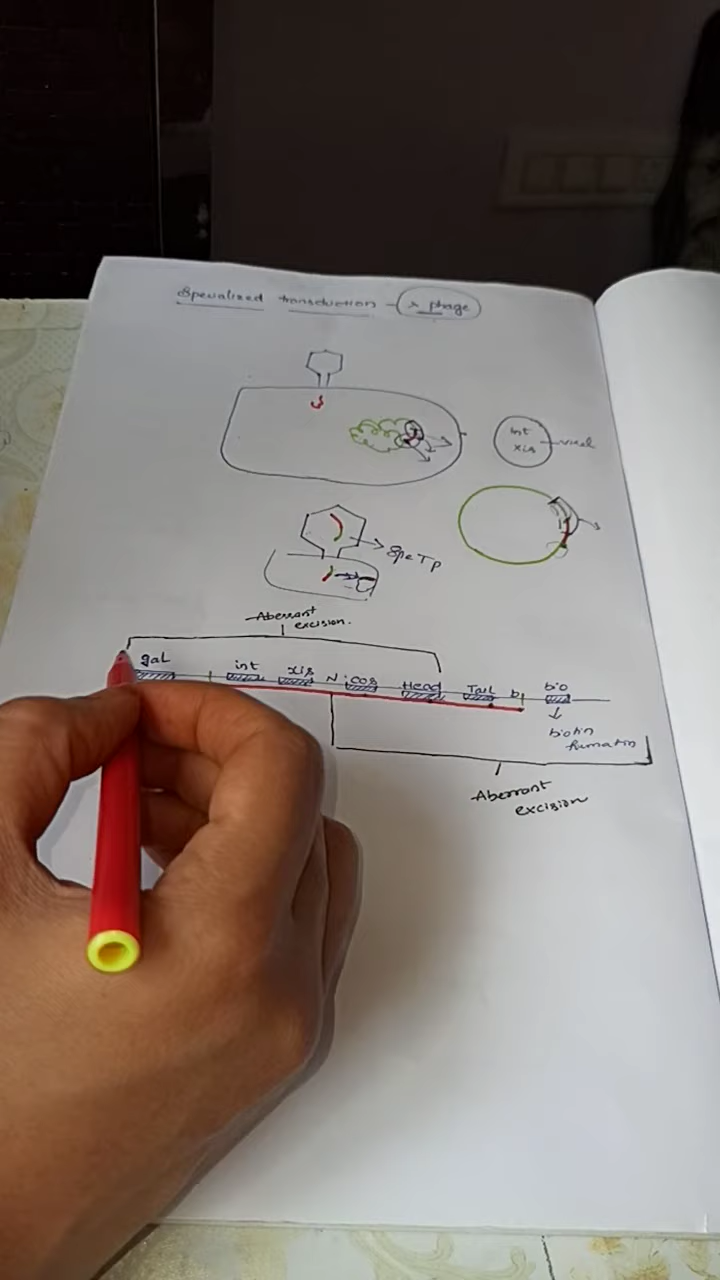 Specialized transduction - λ phage
int
xis
viral
Spe Tp
Aberrant
excision.
gal int xis N cos Head Tail b bio
biotin
Aberrant
excision